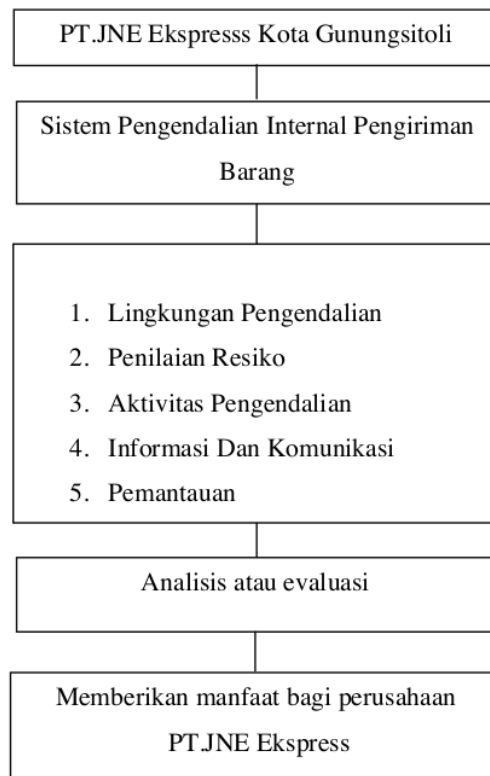 PT.JNE Ekspresss Kota Gunungsitoli
Sistem Pengendalian Internal Pengiriman
Barang
1. Lingkungan Pengendalian
2. Penilaian Resiko
3. Aktivitas Pengendalian
4. Informasi Dan Komunikasi
5. Pemantauan
Analisis atau evaluasi
Memberikan manfaat bagi perusahaan
PT.JNE Ekspress